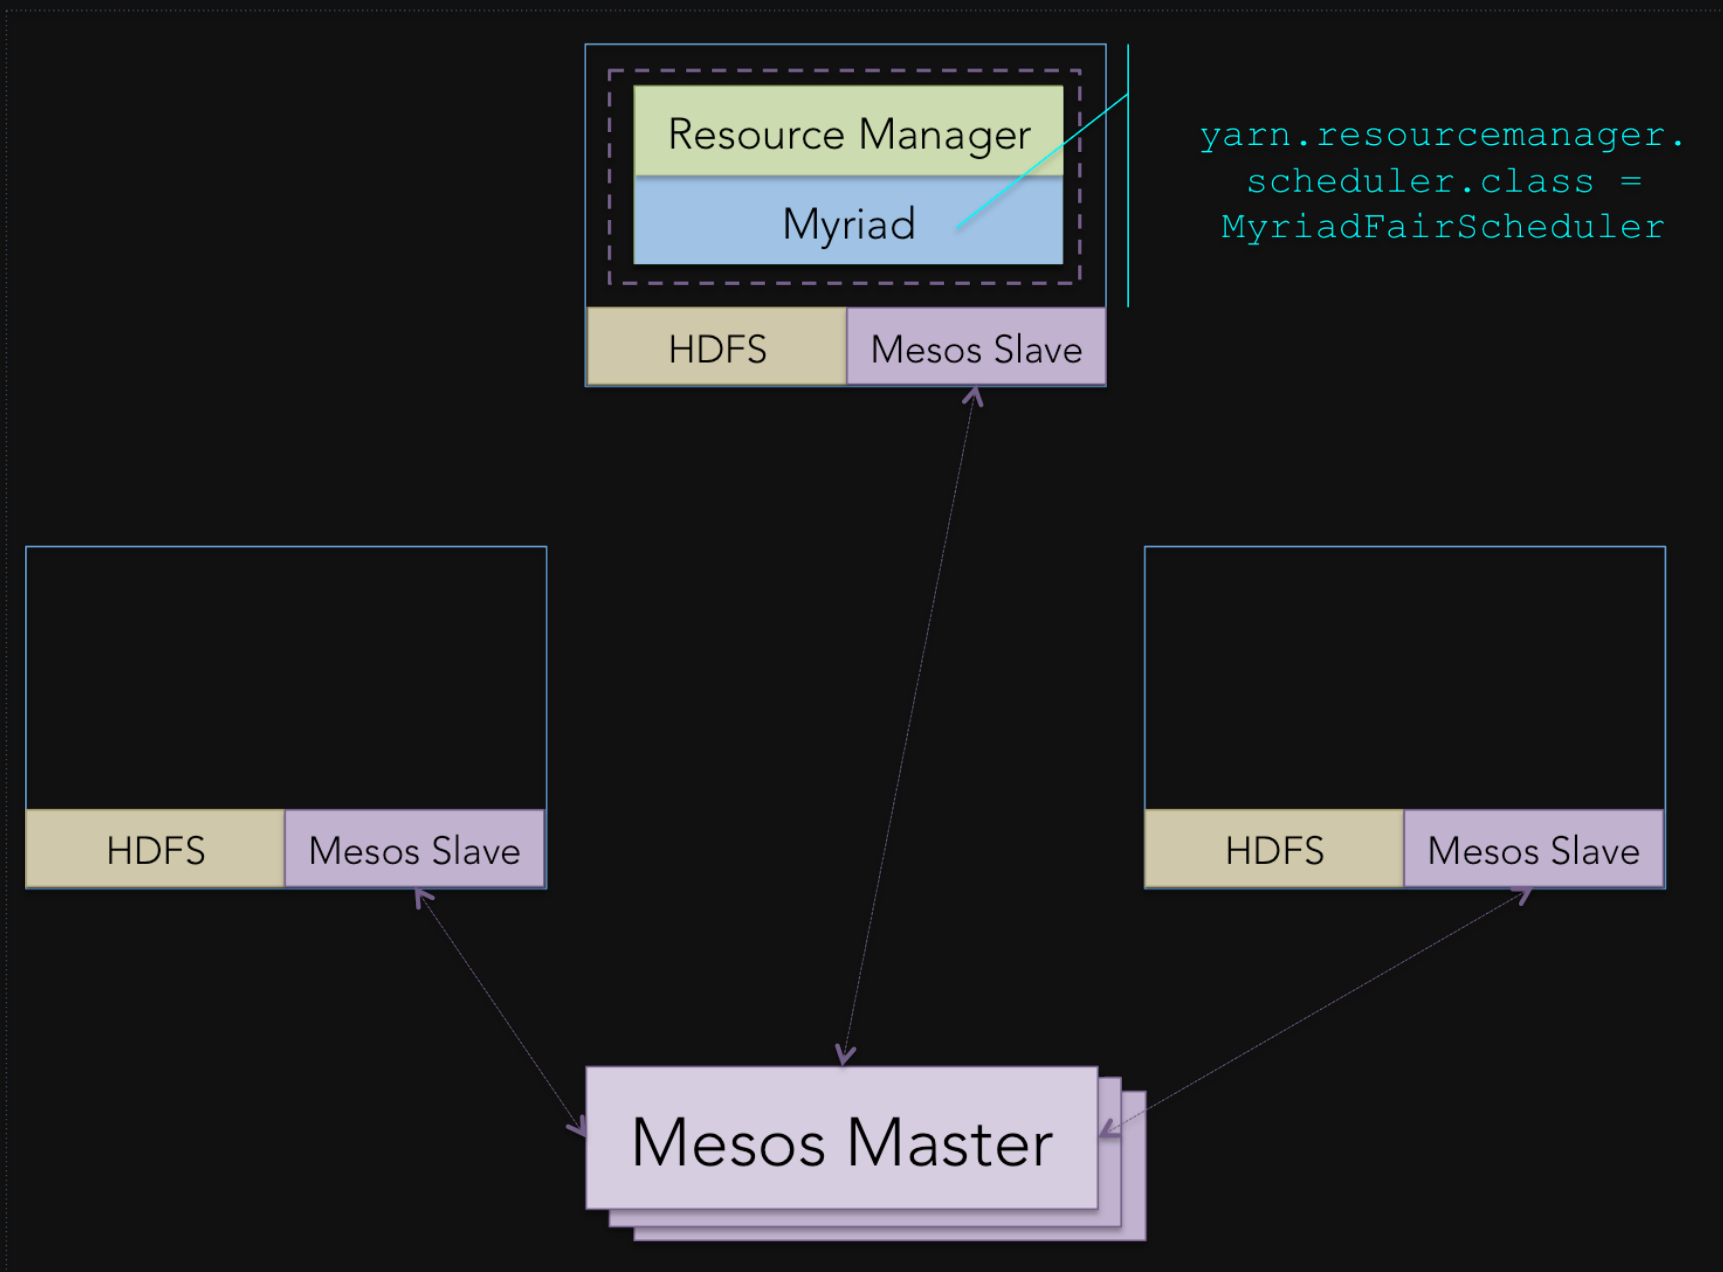 Resource Manager
Myriad
yarn.resourcemanager.
scheduler.class =
MyriadFairScheduler
HDFS
Mesos Slave
HDFS
Mesos Slave
HDFS
Mesos Slave
Mesos Master